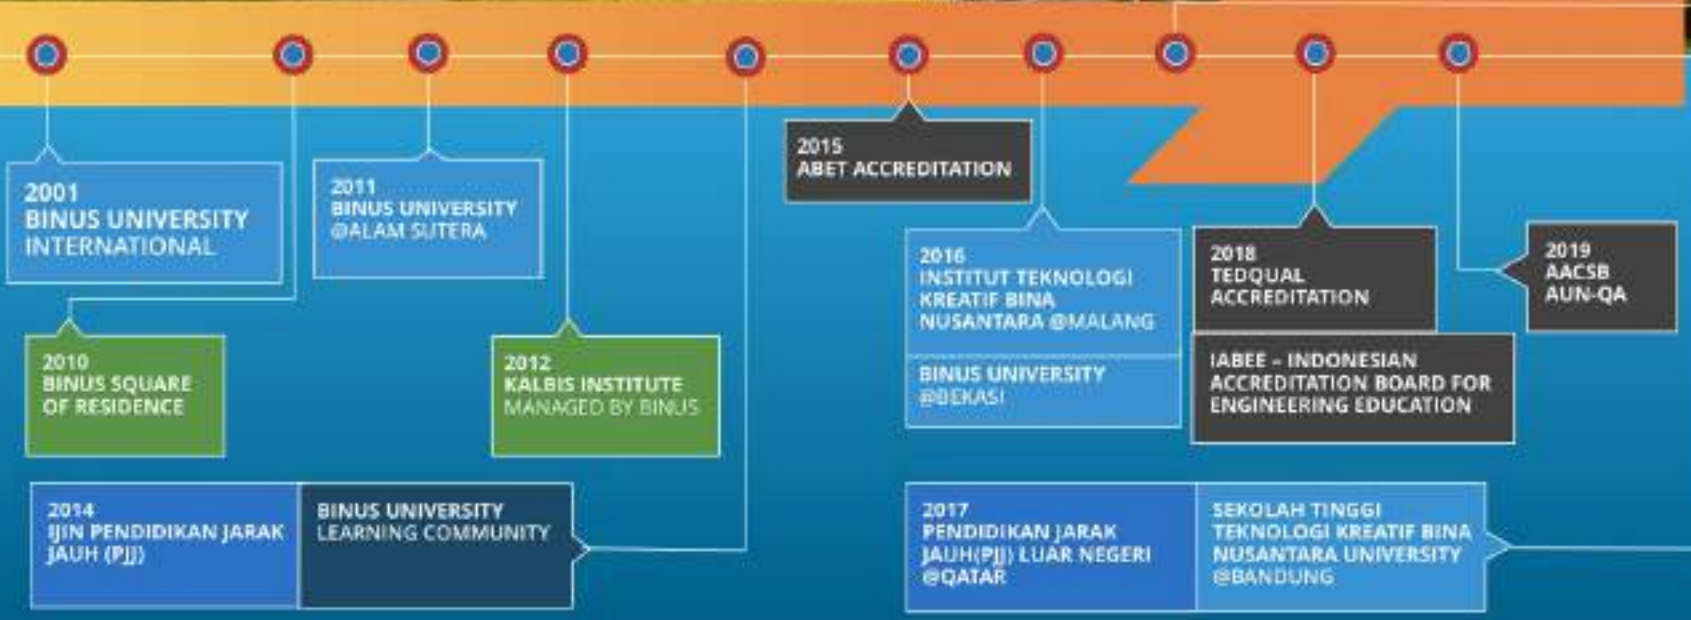 2001
BINUS UNIVERSITY
INTERNATIONAL
2010
BINUS SQUARE
OF RESIDENCE
2011
BINUS UNIVERSITY
@ALAM SUTERA
2012
KALBIS INSTITUTE
MANAGED BY BINUS
2014
IJIN PENDIDIKAN JARAK
JAUH (PJJ)
BINUS UNIVERSITY
LEARNING COMMUNITY
2015
ABET ACCREDITATION
2016
INSTITUT TEKNOLOGI
KREATIF BINA
NUSANTARA @MALANG
BINUS UNIVERSITY
@BEKASI
2017
PENDIDIKAN JARAK
JAUH(PJJ) LUAR NEGERI
@QATAR
SEKOLAH TINGGI
TEKNOLOGI KREATIF BINA
NUSANTARA UNIVERSITY
@BANDUNG
2018
TEDQUAL
ACCREDITATION
IABEE – INDONESIAN
ACCREDITATION BOARD FOR
ENGINEERING EDUCATION
2019
AACSB
AUN-QA